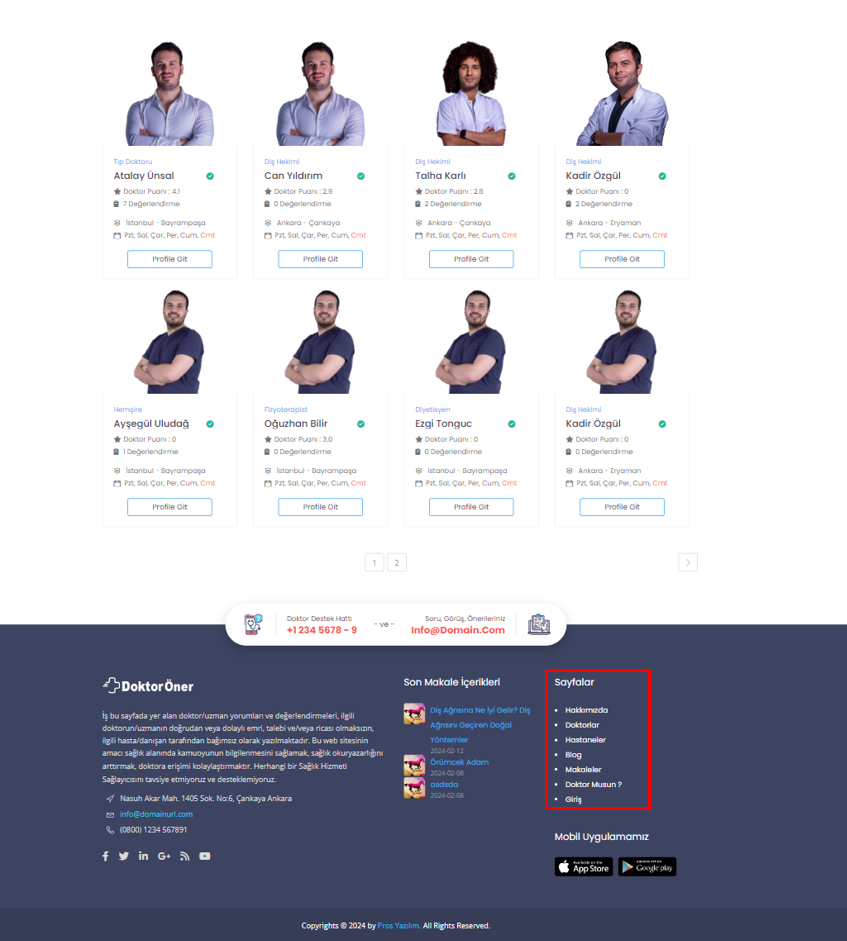 Tıp Doktoru
Atalay Ünsal
Doktor Puanı : 4.1
7 Değerlendirme
İstanbul - Bayrampaşa
Pzt, Sal, Çar, Per, Cum, Cmt
Profile Git
Diş Hekimi
Can Yıldırım
Doktor Puanı : 2.9
0 Değerlendirme
Ankara - Çankaya
Pzt, Sal, Çar, Per, Cum, Cmt
Profile Git
Diş Hekimi
Talha Karlı
Doktor Puanı : 2.8
2 Değerlendirme
Ankara - Çankaya
Pzt, Sal, Çar, Per, Cum, Cmt
Profile Git
Diş Hekimi
Kadir Özgül
Doktor Puanı : 0
2 Değerlendirme
Ankara - Eryaman
Pzt, Sal, Çar, Per, Cum, Cmt
Profile Git
Hemşire
Ayşegül Uludağ
Doktor Puanı : 0
1 Değerlendirme
İstanbul - Bayrampaşa
Pzt, Sal, Çar, Per, Cum, Cmt
Profile Git
Fizyoterapist
Oğuzhan Bilir
Doktor Puanı : 3.0
0 Değerlendirme
İstanbul - Bayrampaşa
Pzt, Sal, Çar, Per, Cum, Cmt
Profile Git
Diyetisyen
Ezgi Tonguc
Doktor Puanı : 0
0 Değerlendirme
İstanbul - Bayrampaşa
Pzt, Sal, Çar, Per, Cum, Cmt
Profile Git
Diş Hekimi
Kadir Özgül
Doktor Puanı : 0
0 Değerlendirme
Ankara - Eryaman
Pzt, Sal, Çar, Per, Cum, Cmt
Profile Git
1 2
Doktor Destek Hattı
+1 234 5678 - 9
- ve -
Soru, Görüş, Önerileriniz
Info@Domain.Com
DoktorÖner
İş bu sayfada yer alan doktor/uzman yorumları ve değerlendirmeleri, ilgili
doktorun/uzmanın doğrudan veya dolaylı emri, talebi ve/veya ricası olmaksızın,
ilgili hasta/danışan tarafından bağımsız olarak yazılmaktadır. Bu web sitesinin
amacı sağlık alanında kamuoyunun bilgilenmesini sağlamak, sağlık okuryazarlığını
arttırmak, doktora erişimi kolaylaştırmaktır. Herhangi bir Sağlık Hizmeti
Sağlayıcısını tavsiye etmiyoruz ve desteklemiyoruz.
Nasuh Akar Mah. 1405 Sok. No:6, Çankaya Ankara
info@domainurl.com
(0800) 1234 567891
Son Makale İçerikleri
Diş Ağrısına Ne İyi Gelir? Diş
Ağrısını Geçiren Doğal
Yöntemler
2024-02-12
Örümcek Adam
2024-02-08
asdsda
2024-02-08
Sayfalar
Hakkımızda
Doktorlar
Hastaneler
Blog
Makaleler
Doktor Musun ?
Giriş
Mobil Uygulamamız
Available on the
App Store
ANDROID APP ON
Google play
Copyrights © 2024 by Pros Yazılım. All Rights Reserved.